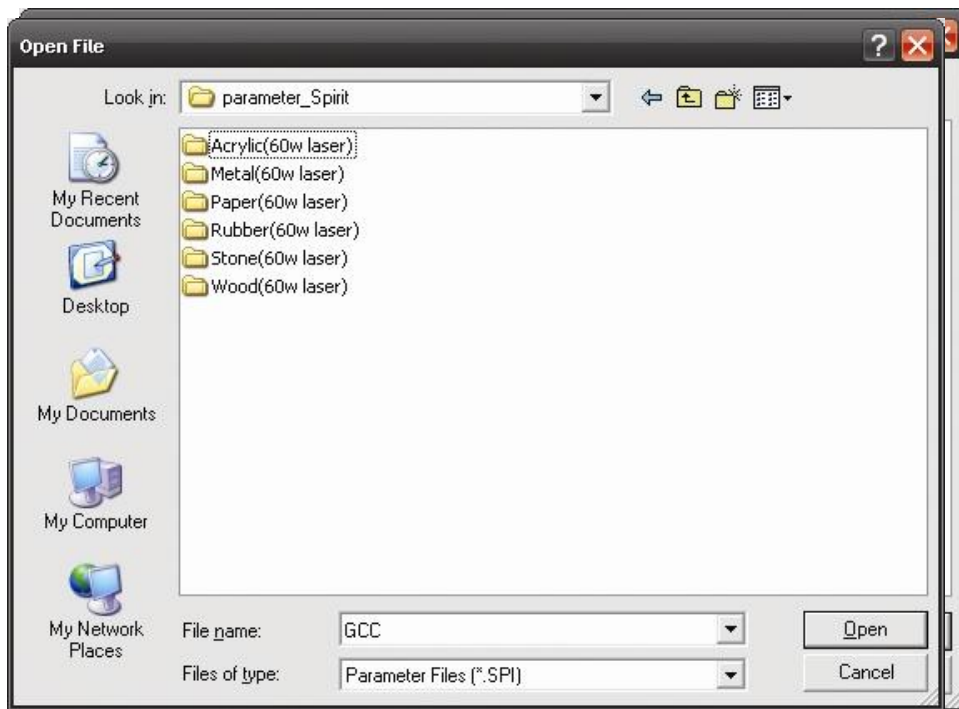 Open File
?
Look in:
parameter_Spirit
Acrylic(60w laser)
Metal(60w laser)
Paper(60w laser)
Rubber(60w laser)
Stone(60w laser)
Wood(60w laser)
My Recent
Documents
Desktop
My Documents
My Computer
My Network
Places
File name:
GCC
Open
Files of type:
Parameter Files (*.SPI)
Cancel